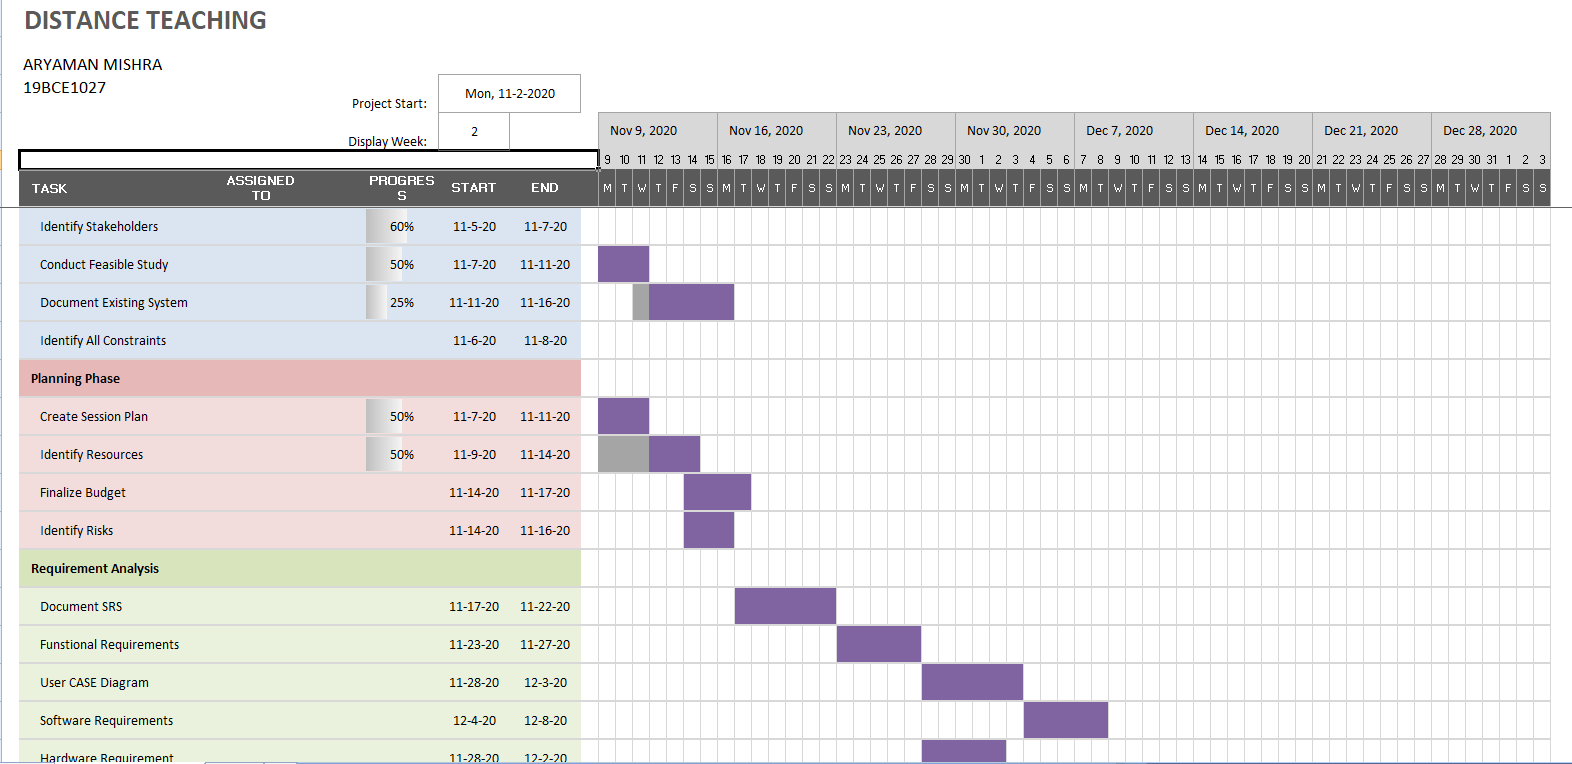 DISTANCE TEACHING
ARYAMAN MISHRA
19BCE1027
Project Start: Mon, 11-2-2020
Display Week: 2
Nov 9, 2020 Nov 16, 2020 Nov 23, 2020 Nov 30, 2020 Dec 7, 2020 Dec 14, 2020 Dec 21, 2020 Dec 28, 2020
9 10 11 12 13 14 15 16 17 18 19 20 21 22 23 24 25 26 27 28 29 30 1 2 3 4 5 6 7 8 9 10 11 12 13 14 15 16 17 18 19 20 21 22 23 24 25 26 27 28 29 30 31 1 2 3
TASK ASSIGNED TO PROGRESS START END M T W T F S S M T W T F S S M T W T F S S M T W T F S S M T W T F S S M T W T F S S M T W T F S S M T W T F S S
Identify Stakeholders 60% 11-5-20 11-7-20
Conduct Feasible Study 50% 11-7-20 11-11-20
Document Existing System 25% 11-11-20 11-16-20
Identify All Constraints 11-6-20 11-8-20
Planning Phase
Create Session Plan 50% 11-7-20 11-11-20
Identify Resources 50% 11-9-20 11-14-20
Finalize Budget 11-14-20 11-17-20
Identify Risks 11-14-20 11-16-20
Requirement Analysis
Document SRS 11-17-20 11-22-20
Funstional Requirements 11-23-20 11-27-20
User CASE Diagram 11-28-20 12-3-20
Software Requirements 12-4-20 12-8-20
Hardware Requirement 11-28-20 12-2-20